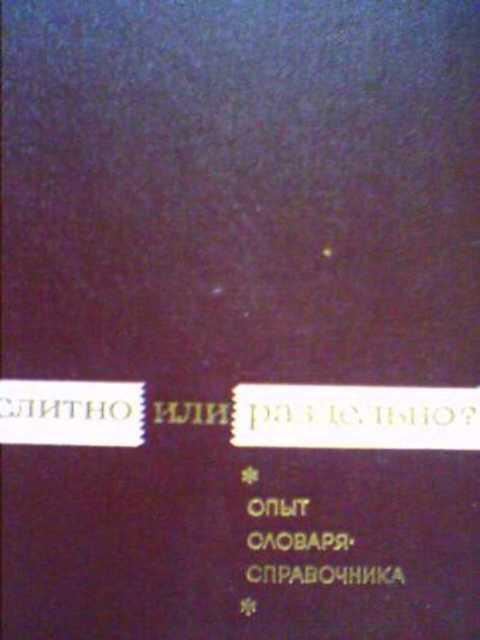 слитно или раздельно?
*
ОПЫТ
СЛОВАРЯ-
СПРАВОЧНИКА
*